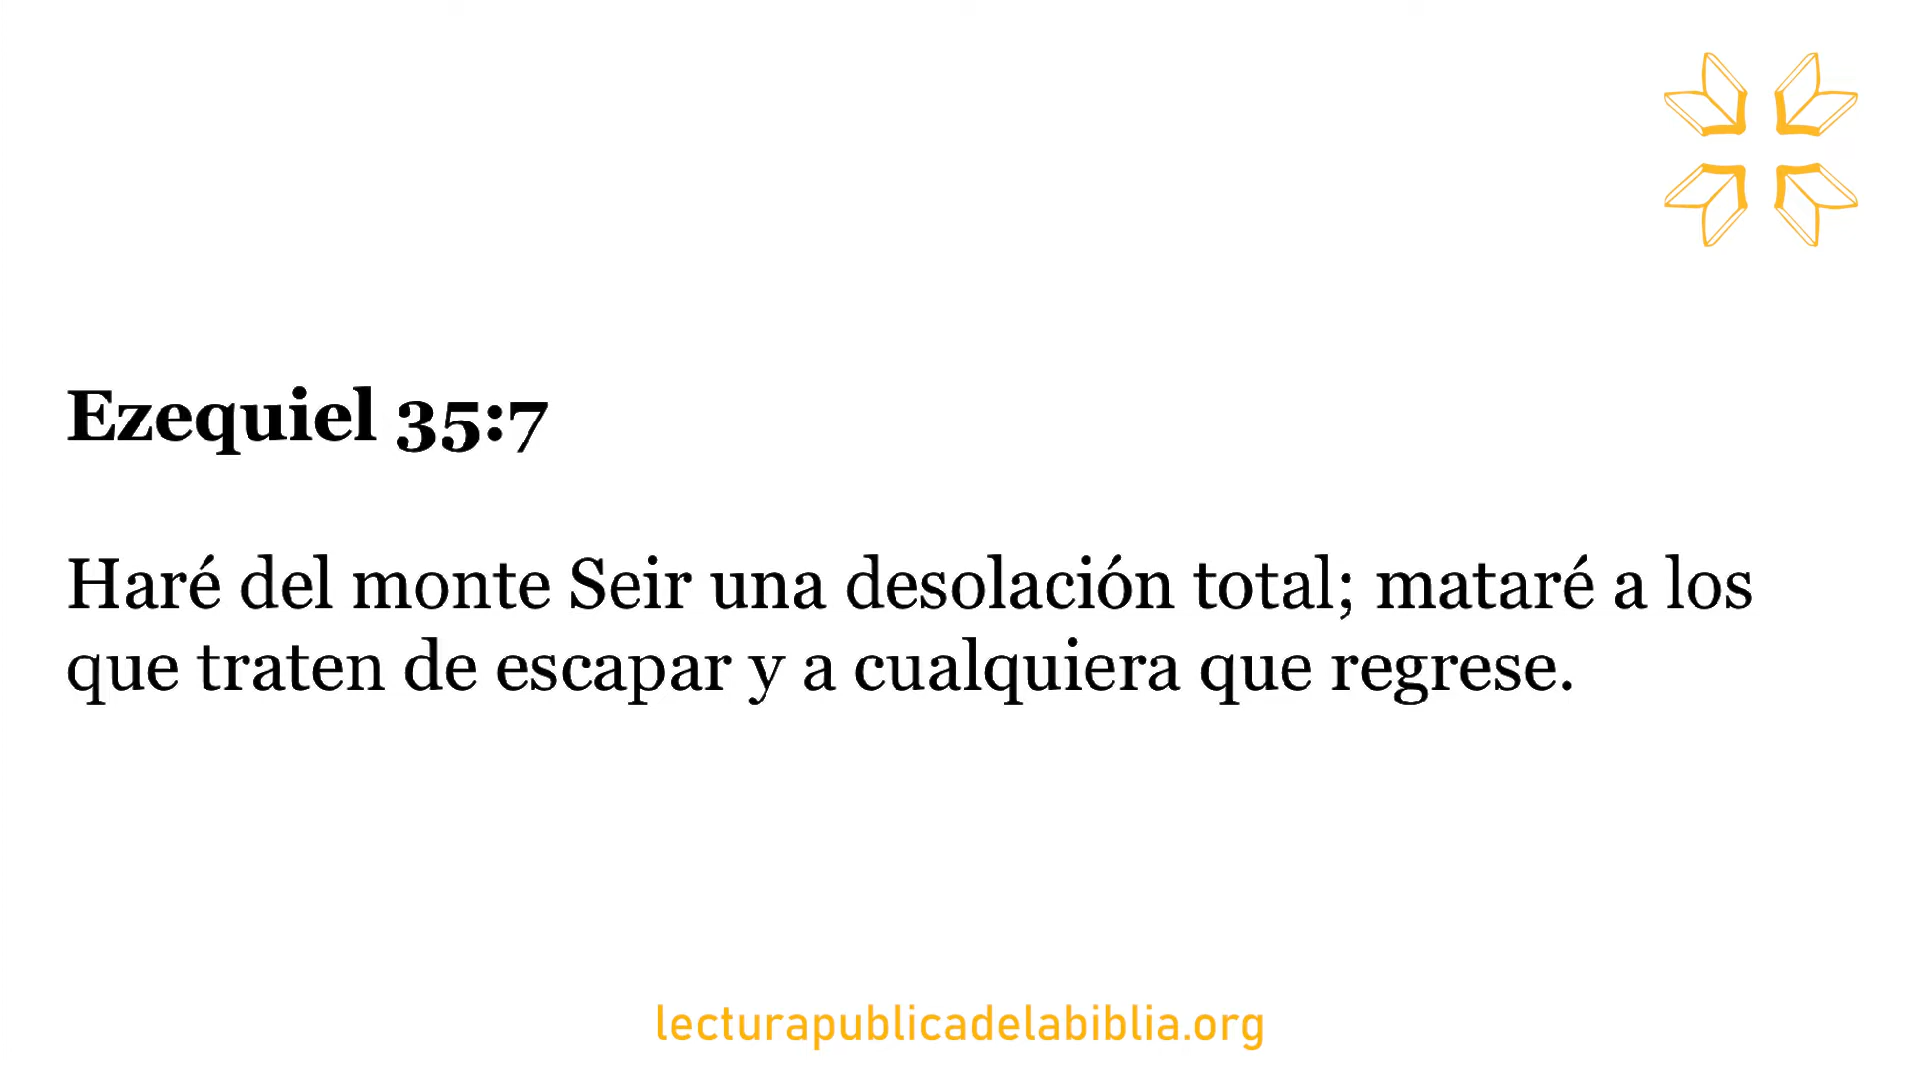 Ezequiel 35:7
Haré del monte Seir una desolación total; mataré a los
que traten de escapar y a cualquiera que regrese.
lecturapublicadelabiblia.org